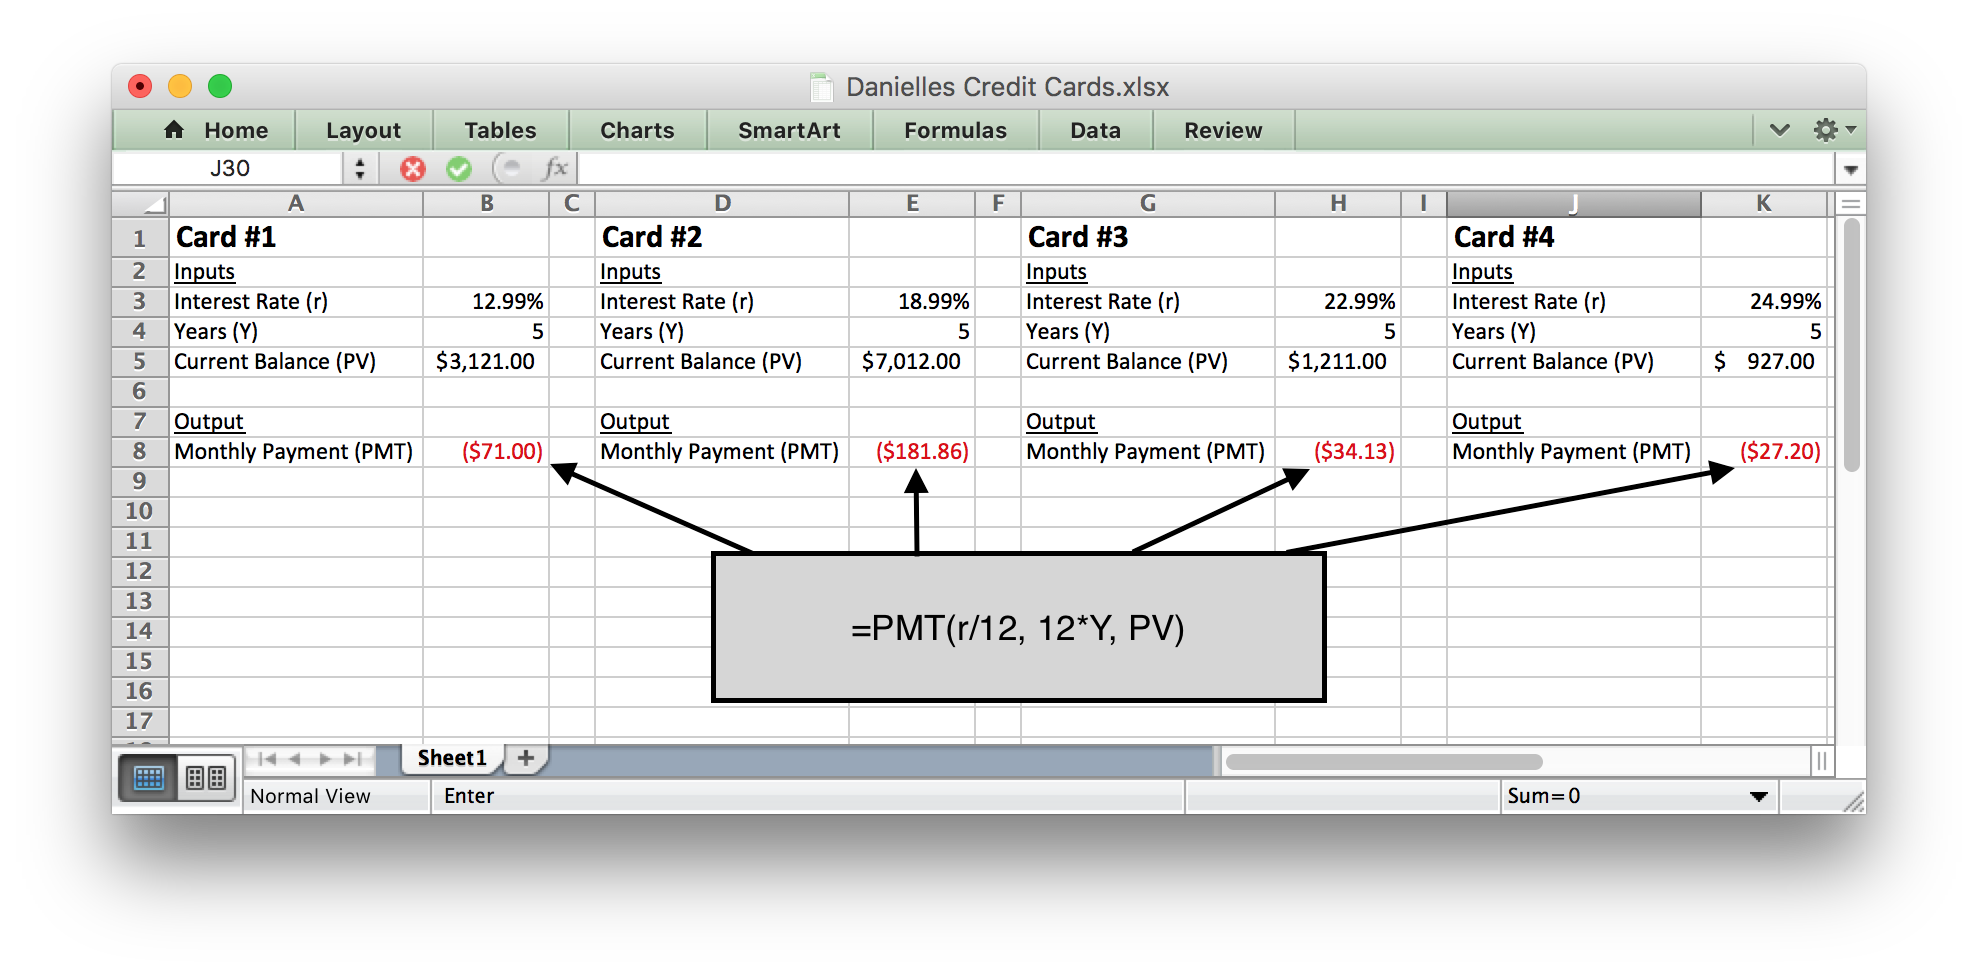 Danielles Credit Cards.xlsx
Home Layout Tables Charts SmartArt Formulas Data Review
J30 fx
A B C D E F G H I J K
1 Card #1 Card #2 Card #3 Card #4
2 Inputs Inputs Inputs Inputs
3 Interest Rate (r) 12.99% Interest Rate (r) 18.99% Interest Rate (r) 22.99% Interest Rate (r) 24.99%
4 Years (Y) 5 Years (Y) 5 Years (Y) 5 Years (Y) 5
5 Current Balance (PV) $3,121.00 Current Balance (PV) $7,012.00 Current Balance (PV) $1,211.00 Current Balance (PV) $ 927.00
6
7 Output Output Output Output
8 Monthly Payment (PMT) ($71.00) Monthly Payment (PMT) ($181.86) Monthly Payment (PMT) ($34.13) Monthly Payment (PMT) ($27.20)
9
10
11
12
13
14
15
16
17
=PMT(r/12, 12*Y, PV)
Sheet1 +
Normal View Enter Sum=0